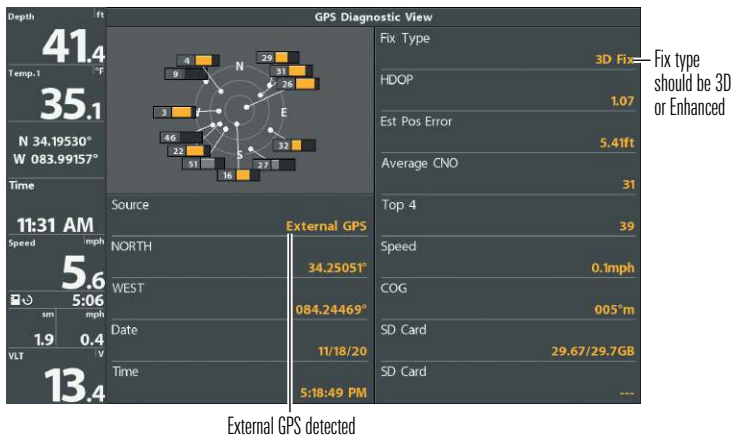 Depth ft
41.4
Temp.1 °F
35.1
N 34.19530°
W 083.99157°
Time
11:31 AM
Speed mph
5.6
5:06
sm mph
1.9 0.4
VLT V
13.4
GPS Diagnostic View
4
9
29
31
26
3
46
22
51
16
27
32
N
E
S
Source
External GPS
NORTH
34.25051°
WEST
084.24469°
Date
11/18/20
Time
5:18:49 PM
Fix Type
3D Fix
HDOP
1.07
Est Pos Error
5.41ft
Average CNO
31
Top 4
39
Speed
0.1mph
COG
005°m
SD Card
29.67/29.7GB
SD Card
---
Fix type
should be 3D
or Enhanced
External GPS detected